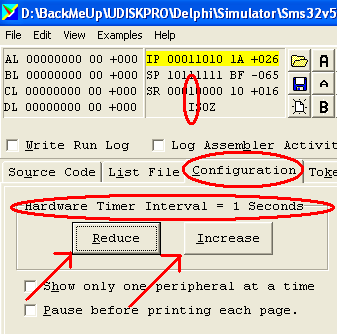 D:\BackMeUp\UDISKPRO\Delphi\Simulator\Sms32v5
File Edit View Examples Help
AL 00000000 00 +000 IP 00011010 1A +026
BL 00000000 00 +000 SP 10111111 BF -065
CL 00000000 00 +000 SR 00010000 10 +016
DL 00000000 00 +000 ISOZ
A
A
B
Write Run Log Log Assembler Activit
Source Code List File Configuration Toke
Hardware Timer Interval = 1 Seconds
Reduce Increase
Show only one peripheral at a time
Pause before printing each page.